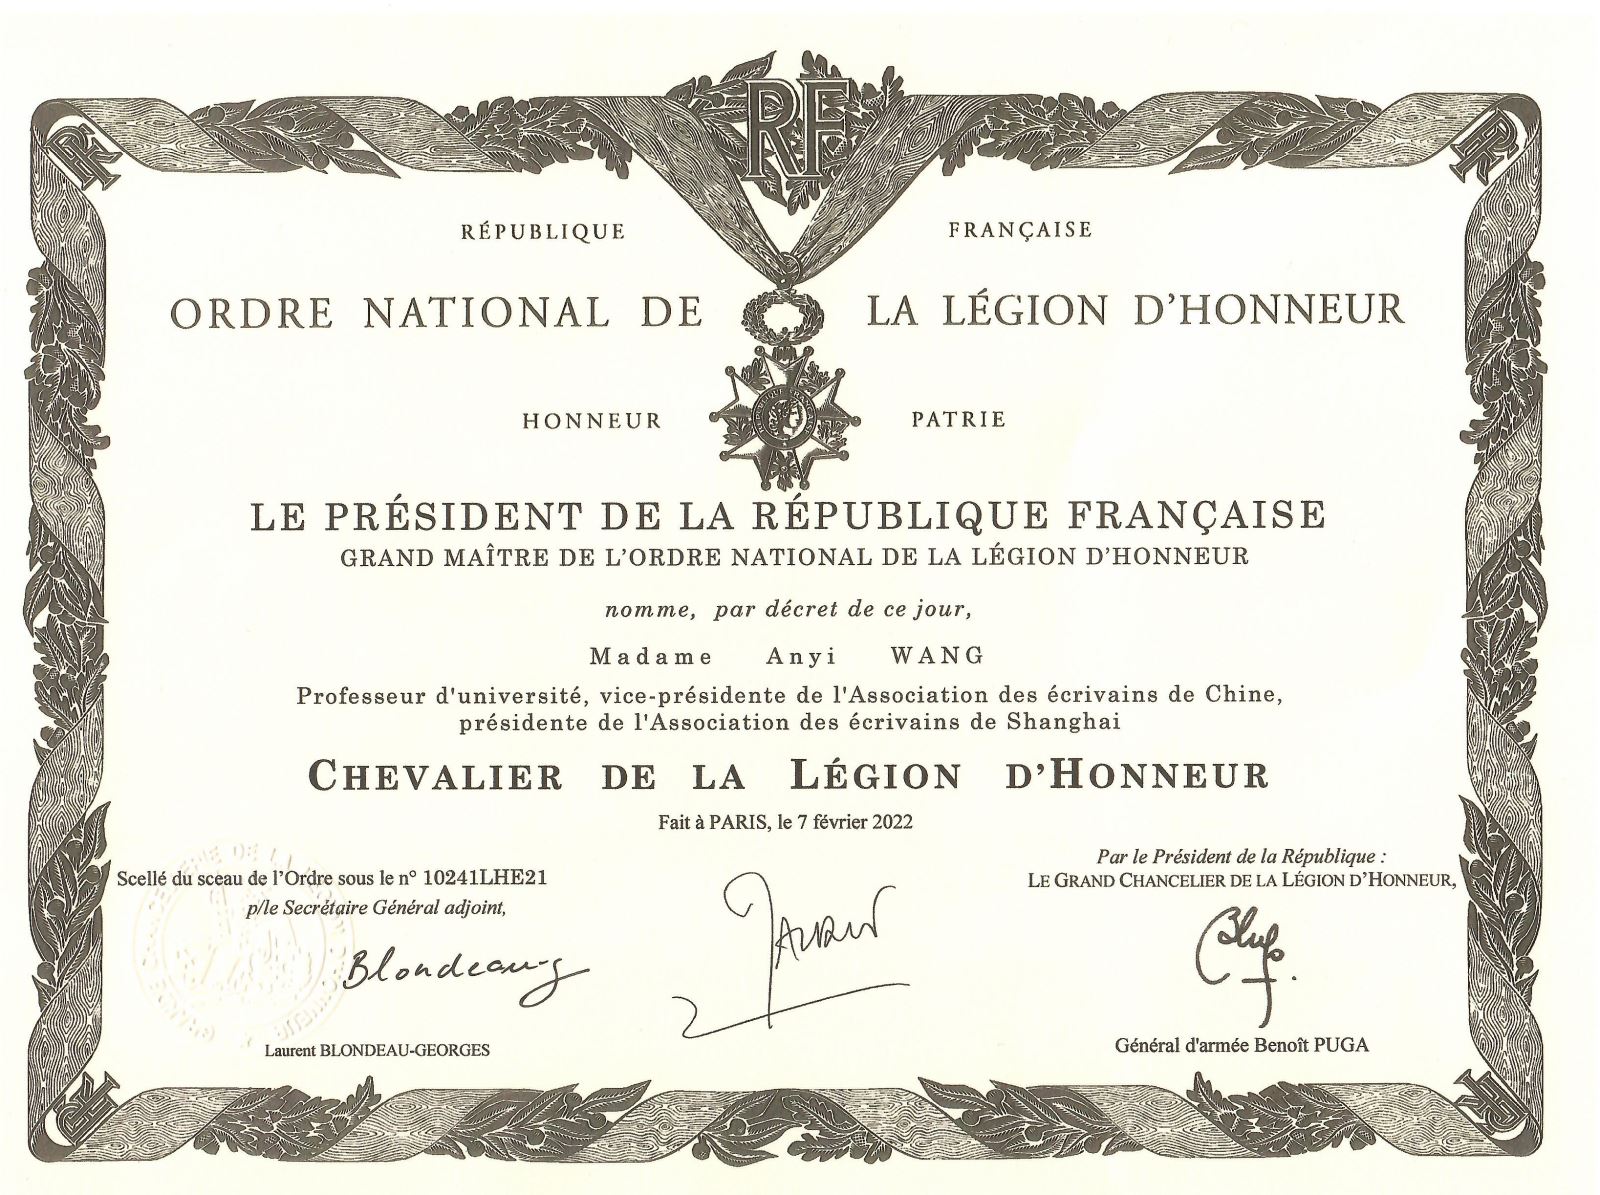 RF
RÉPUBLIQUE FRANÇAISE
ORDRE NATIONAL DE LA LÉGION D'HONNEUR
HONNEUR PATRIE
LE PRÉSIDENT DE LA RÉPUBLIQUE FRANÇAISE
GRAND MAÎTRE DE L'ORDRE NATIONAL DE LA LÉGION D'HONNEUR
nomme, par décret de ce jour,
Madame Anyi WANG
Professeur d'université, vice-présidente de l'Association des écrivains de Chine,
présidente de l'Association des écrivains de Shanghai
CHEVALIER DE LA LÉGION D'HONNEUR
Fait à PARIS, le 7 février 2022
Scellé du sceau de l'Ordre sous le n° 10241LHE21
p/le Secrétaire Général adjoint,
Blondeau-g
Laurent BLONDEAU-GEORGES
Par le Président de la République :
LE GRAND CHANCELIER DE LA LÉGION D'HONNEUR,
Général d'armée Benoît PUGA